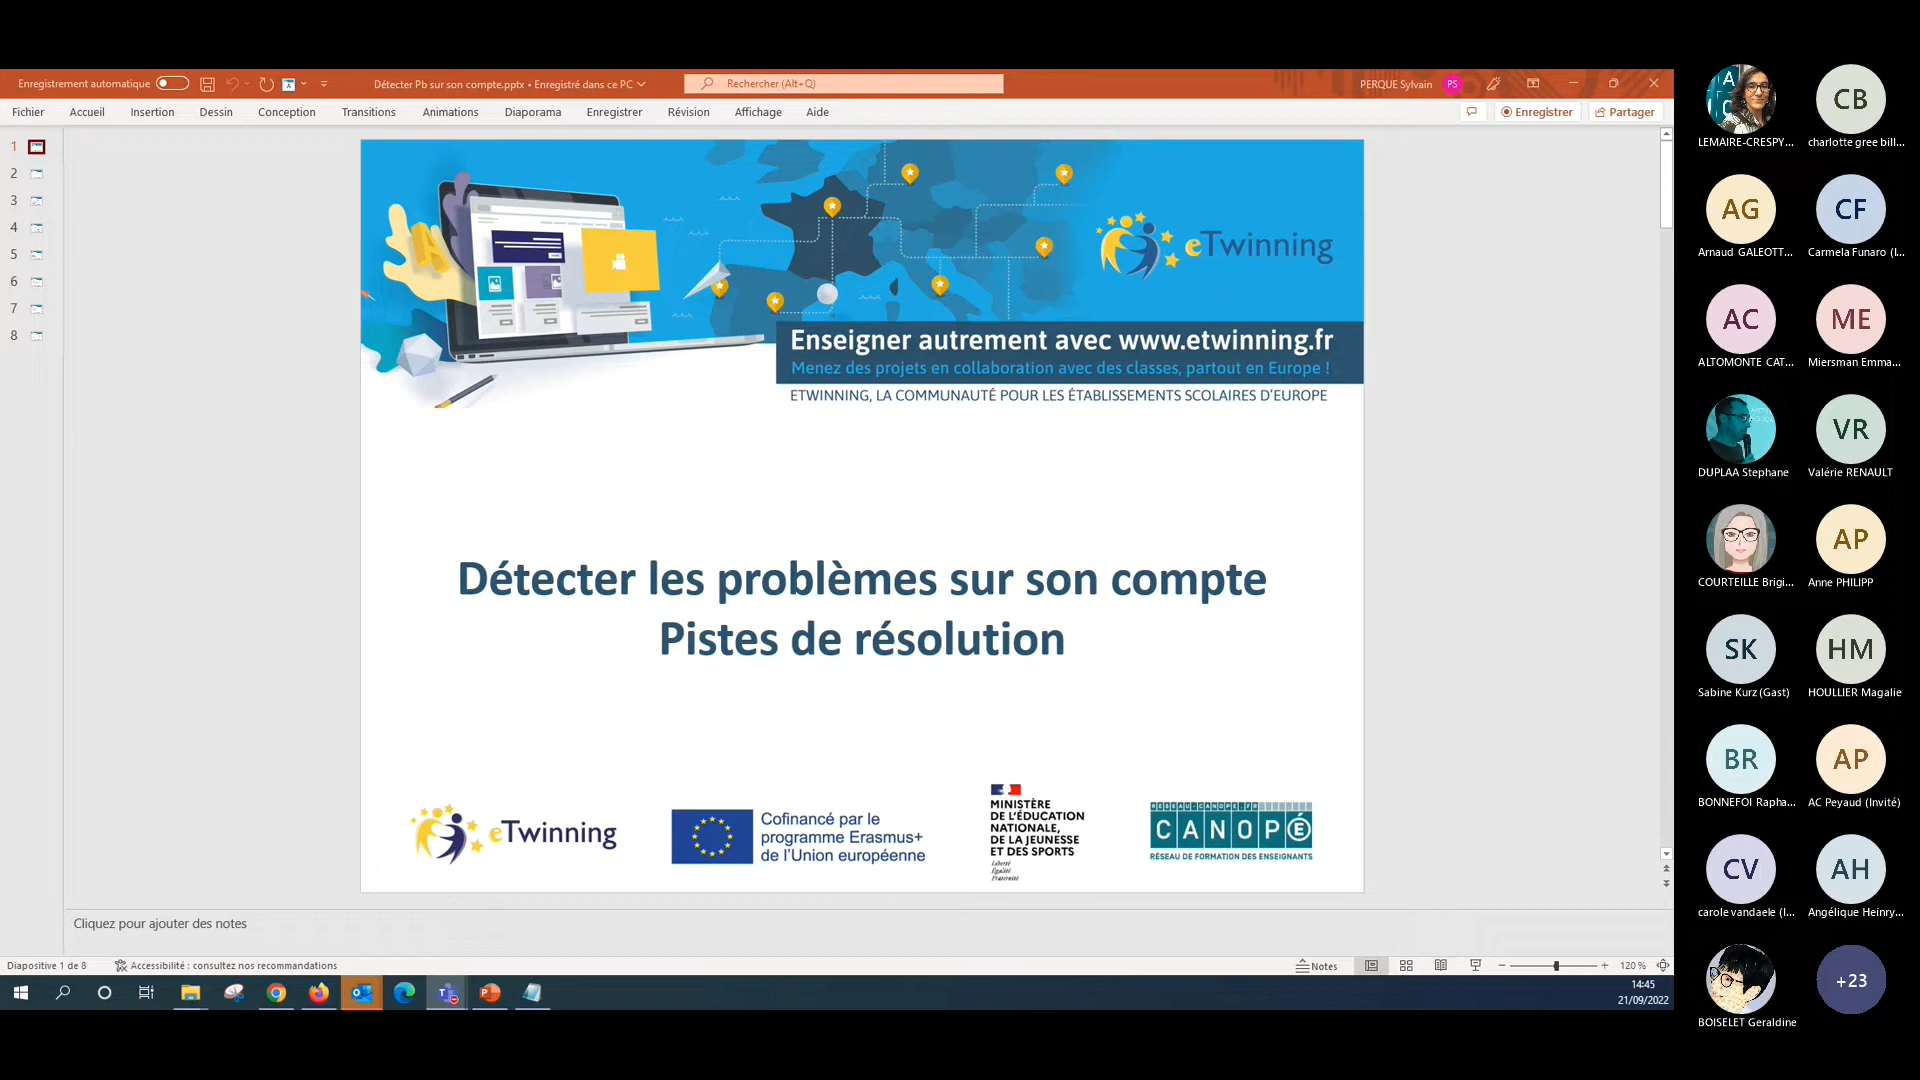 Enregistrement automatique
Détecter Pb sur son compte.pptx • Enregistré dans ce PC
Rechercher (Alt+Q)
PERQUE Sylvain
PS
Fichier
Accueil
Insertion
Dessin
Conception
Transitions
Animations
Diaporama
Enregistrer
Révision
Affichage
Aide
Enregistrer
Partager
1
2
3
4
5
6
7
8
A
eTwinning
Enseigner autrement avec www.etwinning.fr
Menez des projets en collaboration avec des classes, partout en Europe !
ETWINNING, LA COMMUNAUTÉ POUR LES ÉTABLISSEMENTS SCOLAIRES D'EUROPE
Détecter les problèmes sur son compte
Pistes de résolution
eTwinning
Cofinancé par le
programme Erasmus+
de l'Union européenne
MINISTÈRE
DE L'ÉDUCATION
NATIONALE,
DE LA JEUNESSE
ET DES SPORTS
Liberté
Égalité
Fraternité
RESEAU-CANOPE.FR
CANOPÉ
RÉSEAU DE FORMATION DES ENSEIGNANTS
Cliquez pour ajouter des notes
Diapositive 1 de 8
Accessibilité : consultez nos recommandations
Notes
120 %
14:45
21/09/2022
LEMAIRE-CRESPY...
CB
charlotte gree bill...
AG
Arnaud GALEOTT...
CF
Carmela Funaro (I...
AC
ALTOMONTE CAT...
ME
Miersman Emma...
DUPLAA Stephane
VR
Valérie RENAULT
COURTEILLE Brigi...
AP
Anne PHILIPP
SK
Sabine Kurz (Gast)
HM
HOULLIER Magalie
BR
BONNEFOI Rapha...
AP
AC Peyaud (Invité)
CV
carole vandaele (I...
AH
Angélique Heinry...
BOISELET Geraldine
+23